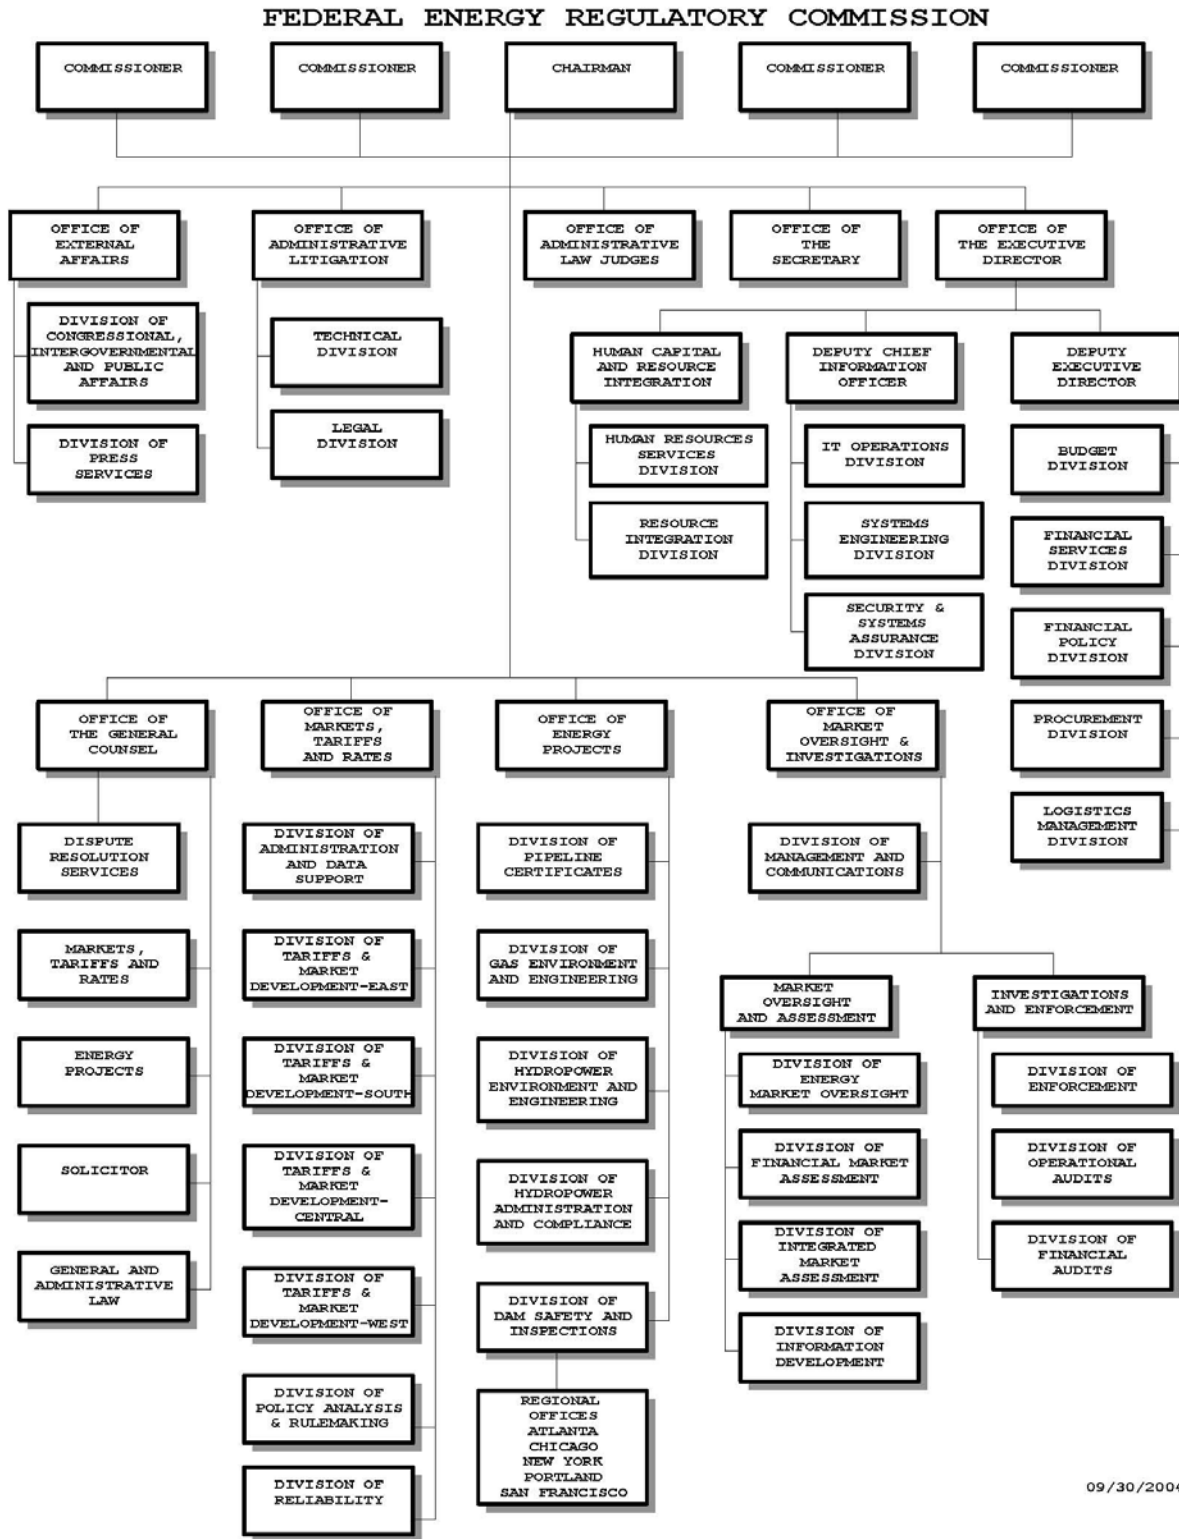 FEDERAL ENERGY REGULATORY COMMISSION
COMMISSIONER
COMMISSIONER
CHAIRMAN
COMMISSIONER
COMMISSIONER
OFFICE OF
EXTERNAL
AFFAIRS
OFFICE OF
ADMINISTRATIVE
LITIGATION
OFFICE OF
ADMINISTRATIVE
LAW JUDGES
OFFICE OF
THE
SECRETARY
OFFICE OF
THE EXECUTIVE
DIRECTOR
DIVISION OF
CONGRESSIONAL,
INTERGOVERNMENTAL
AND PUBLIC
AFFAIRS
DIVISION OF
PRESS
SERVICES
TECHNICAL
DIVISION
LEGAL
DIVISION
HUMAN CAPITAL
AND RESOURCE
INTEGRATION
HUMAN RESOURCES
SERVICES
DIVISION
RESOURCE
INTEGRATION
DIVISION
DEPUTY CHIEF
INFORMATION
OFFICER
IT OPERATIONS
DIVISION
SYSTEMS
ENGINEERING
DIVISION
SECURITY &
SYSTEMS
ASSURANCE
DIVISION
DEPUTY
EXECUTIVE
DIRECTOR
BUDGET
DIVISION
FINANCIAL
SERVICES
DIVISION
FINANCIAL
POLICY
DIVISION
PROCUREMENT
DIVISION
LOGISTICS
MANAGEMENT
DIVISION
OFFICE OF
THE GENERAL
COUNSEL
DISPUTE
RESOLUTION
SERVICES
MARKETS,
TARIFFS AND
RATES
ENERGY
PROJECTS
SOLICITOR
GENERAL AND
ADMINISTRATIVE
LAW
OFFICE OF
MARKETS,
TARIFFS
AND RATES
DIVISION OF
ADMINISTRATION
AND DATA
SUPPORT
DIVISION OF
TARIFFS &
MARKET
DEVELOPMENT-EAST
DIVISION OF
TARIFFS &
MARKET
DEVELOPMENT-SOUTH
DIVISION OF
TARIFFS &
MARKET
DEVELOPMENT-
CENTRAL
DIVISION OF
TARIFFS &
MARKET
DEVELOPMENT-WEST
DIVISION OF
POLICY ANALYSIS
& RULEMAKING
DIVISION OF
RELIABILITY
OFFICE OF
ENERGY
PROJECTS
DIVISION OF
PIPELINE
CERTIFICATES
DIVISION OF
GAS ENVIRONMENT
AND ENGINEERING
DIVISION OF
HYDROPOWER
ENVIRONMENT AND
ENGINEERING
DIVISION OF
HYDROPOWER
ADMINISTRATION
AND COMPLIANCE
DIVISION OF
DAM SAFETY AND
INSPECTIONS
REGIONAL
OFFICES
ATLANTA
CHICAGO
NEW YORK
PORTLAND
SAN FRANCISCO
OFFICE OF
MARKET
OVERSIGHT &
INVESTIGATIONS
DIVISION OF
MANAGEMENT AND
COMMUNICATIONS
MARKET
OVERSIGHT
AND ASSESSMENT
DIVISION OF
ENERGY
MARKET OVERSIGHT
DIVISION OF
FINANCIAL MARKET
ASSESSMENT
DIVISION OF
INTEGRATED
MARKET
ASSESSMENT
DIVISION OF
INFORMATION
DEVELOPMENT
INVESTIGATIONS
AND ENFORCEMENT
DIVISION OF
ENFORCEMENT
DIVISION OF
OPERATIONAL
AUDITS
DIVISION OF
FINANCIAL
AUDITS
09/30/2004